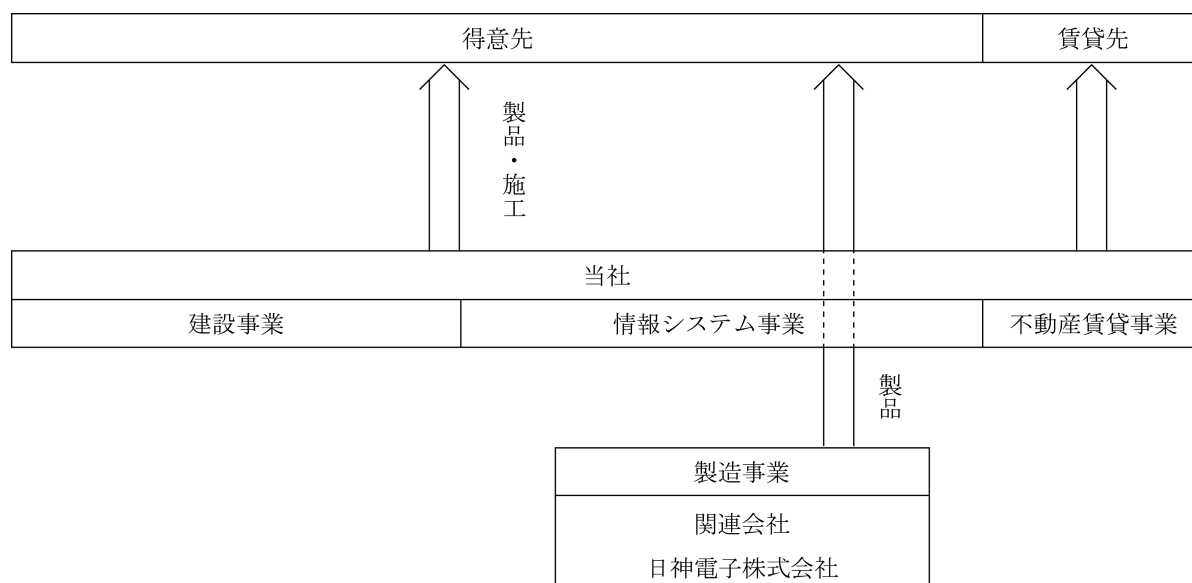 得意先
賃貸先
製品・施工
当社
建設事業
情報システム事業
不動産賃貸事業
製品
製造事業
関連会社
日神電子株式会社